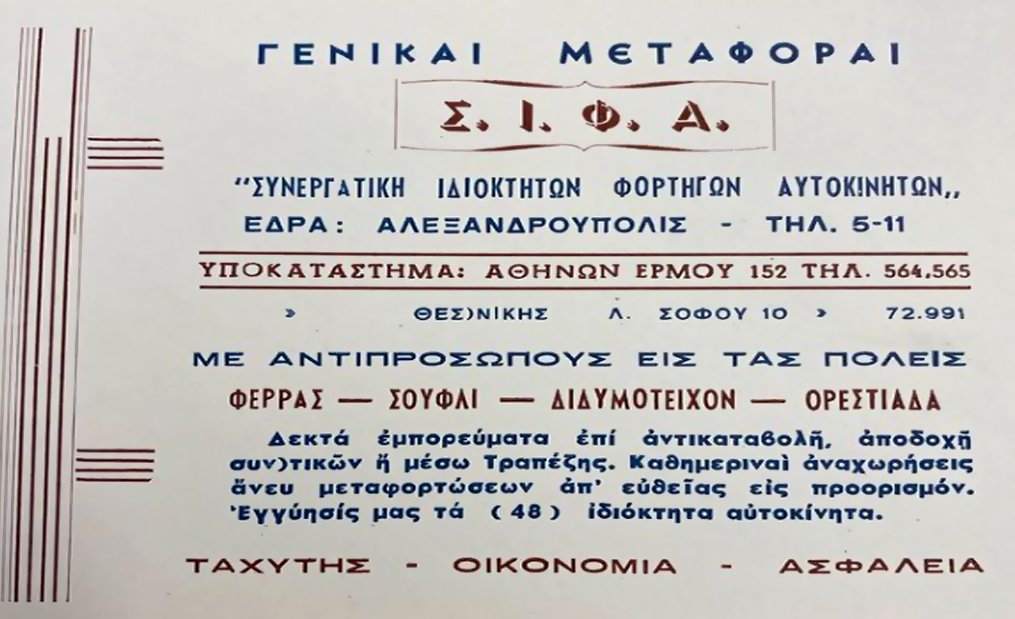 ΓΕΝΙΚΑΙ ΜΕΤΑΦΟΡΑΙ
Σ. Ι. Φ. Α.
‘‘ΣΥΝΕΡΓΑΤΙΚΗ ΙΔΙΟΚΤΗΤΩΝ ΦΟΡΤΗΓΩΝ ΑΥΤΟΚΙΝΗΤΩΝ,,
ΕΔΡΑ: ΑΛΕΞΑΝΔΡΟΥΠΟΛΙΣ - ΤΗΛ. 5-11
ΥΠΟΚΑΤΑΣΤΗΜΑ: ΑΘΗΝΩΝ ΕΡΜΟΥ 152 ΤΗΛ. 564.565
» ΘΕΣ)ΝΙΚΗΣ Λ. ΣΟΦΟΥ 10 » 72.991
ΜΕ ΑΝΤΙΠΡΟΣΩΠΟΥΣ ΕΙΣ ΤΑΣ ΠΟΛΕΙΣ
ΦΕΡΡΑΣ — ΣΟΥΦΛΙ — ΔΙΔΥΜΟΤΕΙΧΟΝ — ΟΡΕΣΤΙΑΔΑ
Δεκτά ἐμπορεύματα ἐπί ἀντικαταβολῇ, ἀποδοχῇ
συν)τικῶν ἤ μέσω Τραπέζης. Καθημεριναὶ ἀναχωρήσεις
ἄνευ μεταφορτώσεων ἀπ' εὐθεῖας εἰς προορισμόν.
Ἐγγύησίς μας τά (48) ἰδιόκτητα αὐτοκίνητα.
ΤΑΧΥΤΗΣ - ΟΙΚΟΝΟΜΙΑ - ΑΣΦΑΛΕΙΑ